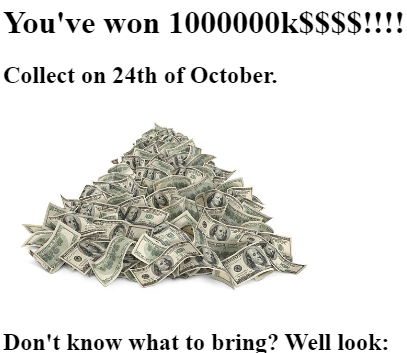 You've won 1000000k$$$$!!!!
Collect on 24th of October.
Don't know what to bring? Well look: